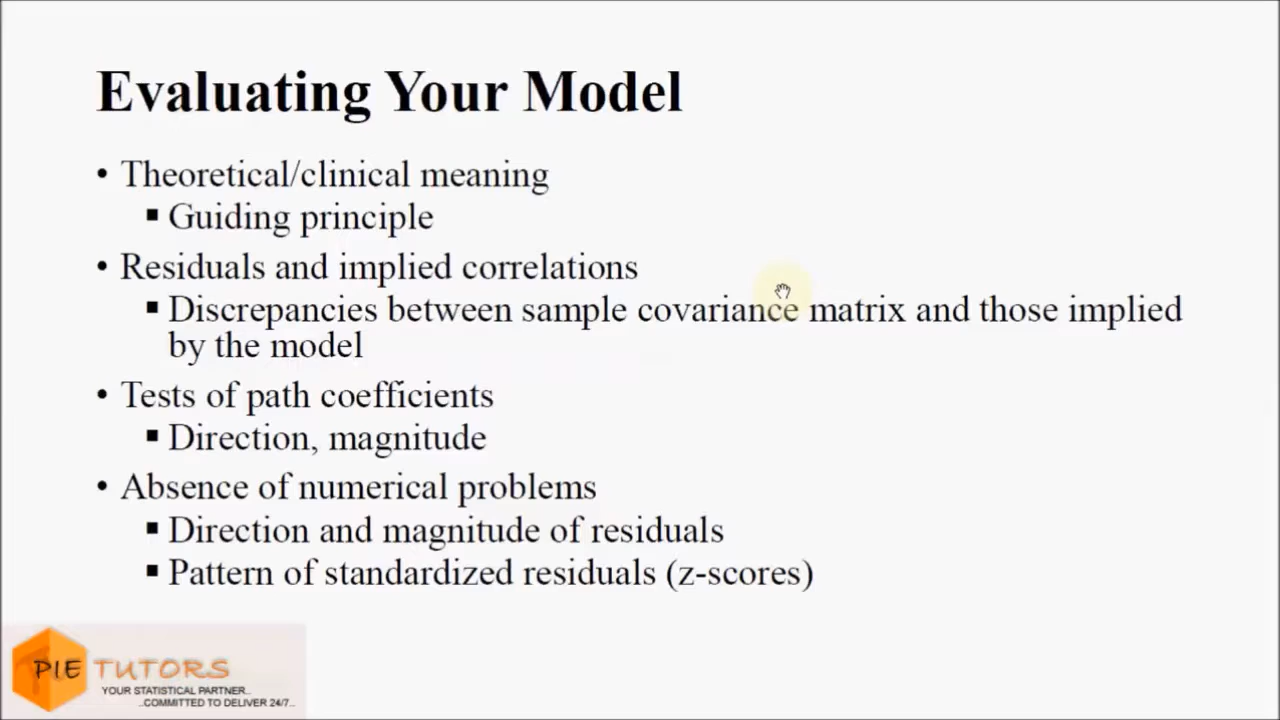 Evaluating Your Model
• Theoretical/clinical meaning
▪ Guiding principle
• Residuals and implied correlations
▪ Discrepancies between sample covariance matrix and those implied
by the model
• Tests of path coefficients
▪ Direction, magnitude
• Absence of numerical problems
▪ Direction and magnitude of residuals
▪ Pattern of standardized residuals (z-scores)
PIE TUTORS
YOUR STATISTICAL PARTNER..
..COMMITTED TO DELIVER 24/7..